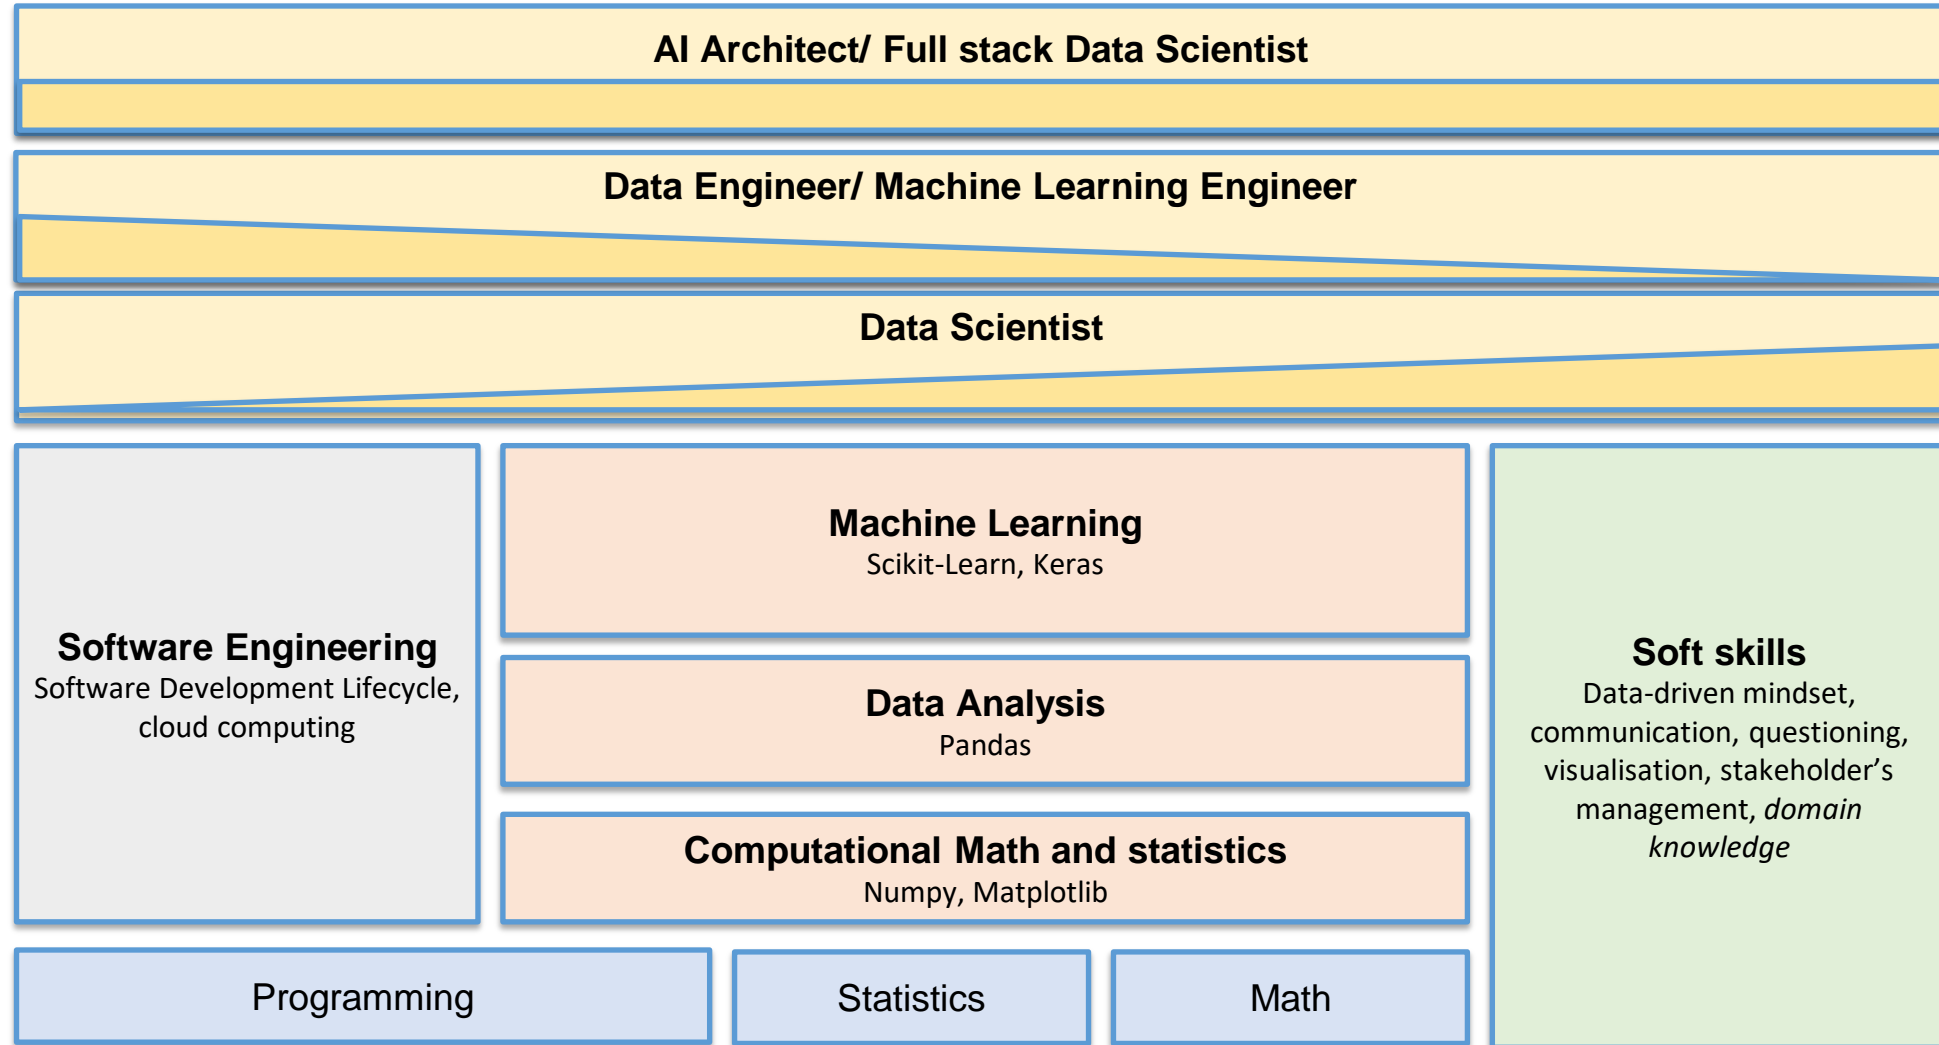 AI Architect/ Full stack Data Scientist
Data Engineer/ Machine Learning Engineer
Data Scientist
Software Engineering
Software Development Lifecycle,
cloud computing
Machine Learning
Scikit-Learn, Keras
Data Analysis
Pandas
Computational Math and statistics
Numpy, Matplotlib
Soft skills
Data-driven mindset,
communication, questioning,
visualisation, stakeholder’s
management, domain
knowledge
Programming
Statistics
Math